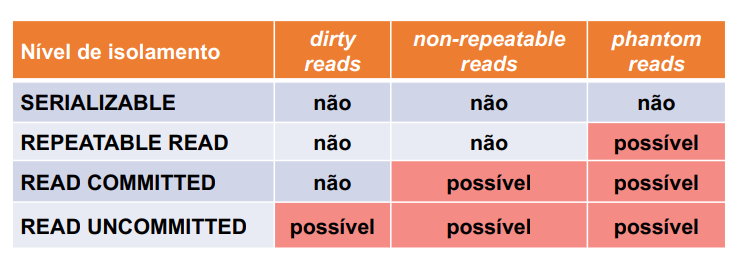 Nível de isolamento dirty reads non-repeatable reads phantom reads
SERIALIZABLE não não não
REPEATABLE READ não não possível
READ COMMITTED não possível possível
READ UNCOMMITTED possível possível possível